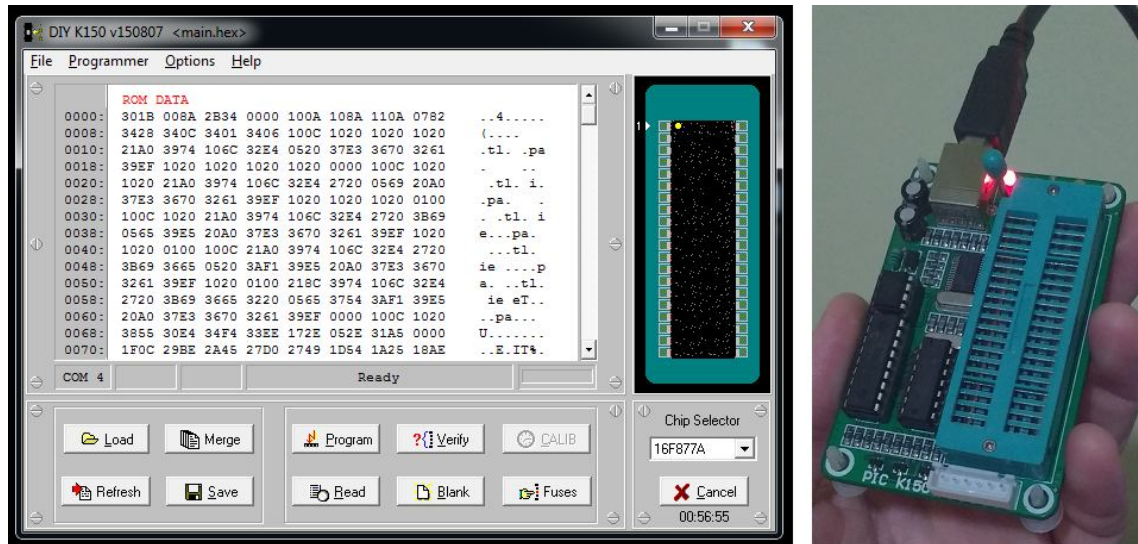 DIY K150 v150807 <main.hex>
File Programmer Options Help
ROM DATA
0000: 301B 008A 2B34 0000 100A 108A 110A 0782 ..4.....
0008: 3428 340C 3401 3406 100C 1020 1020 1020 (....
0010: 21A0 3974 106C 32E4 0520 37E3 3670 3261 .tl. .pa
0018: 39EF 1020 1020 1020 1020 0000 100C 1020 . ..
0020: 1020 21A0 3974 106C 32E4 2720 0569 20A0 .tl. i.
0028: 37E3 3670 3261 39EF 1020 1020 1020 0100 .pa. .
0030: 100C 1020 21A0 3974 106C 32E4 2720 3B69 . .tl. i
0038: 0565 39E5 20A0 37E3 3670 3261 39EF 1020 e...pa.
0040: 1020 0100 100C 21A0 3974 106C 32E4 2720 ...tl.
0048: 3B69 3665 0520 3AF1 39E5 20A0 37E3 3670 ie ....p
0050: 3261 39EF 1020 0100 218C 3974 106C 32E4 a. ..tl.
0058: 2720 3B69 3665 3220 0565 3754 3AF1 39E5 ie eT..
0060: 20A0 37E3 3670 3261 39EF 0000 100C 1020 ..pa...
0068: 3855 30E4 34F4 33EE 172E 052E 31A5 0000 U.......
0070: 1F0C 29BE 2A45 27D0 2749 1D54 1A25 18AE ..E.IT%.
1
COM 4 Ready
Load Merge Program Verify CALIB
Refresh Save Read Blank Fuses
Chip Selector
16F877A
Cancel
00:56:55
PIC K150